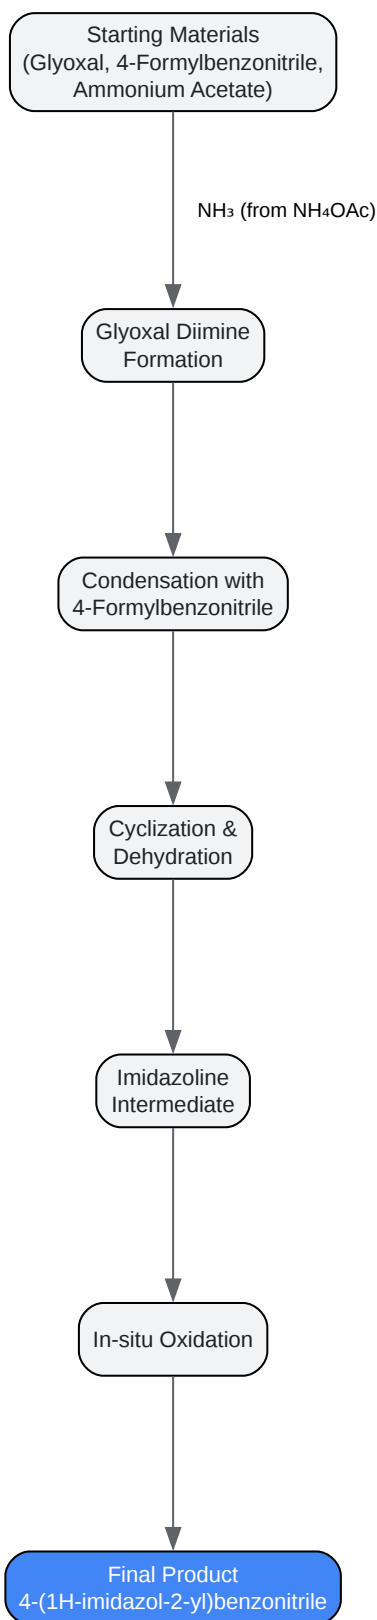 Starting Materials
(Glyoxal, 4-Formylbenzonitrile,
Ammonium Acetate)
NH₃ (from NH₄OAc)
Glyoxal Diimine
Formation
Condensation with
4-Formylbenzonitrile
Cyclization &
Dehydration
Imidazoline
Intermediate
In-situ Oxidation
Final Product
4-(1H-imidazol-2-yl)benzonitrile